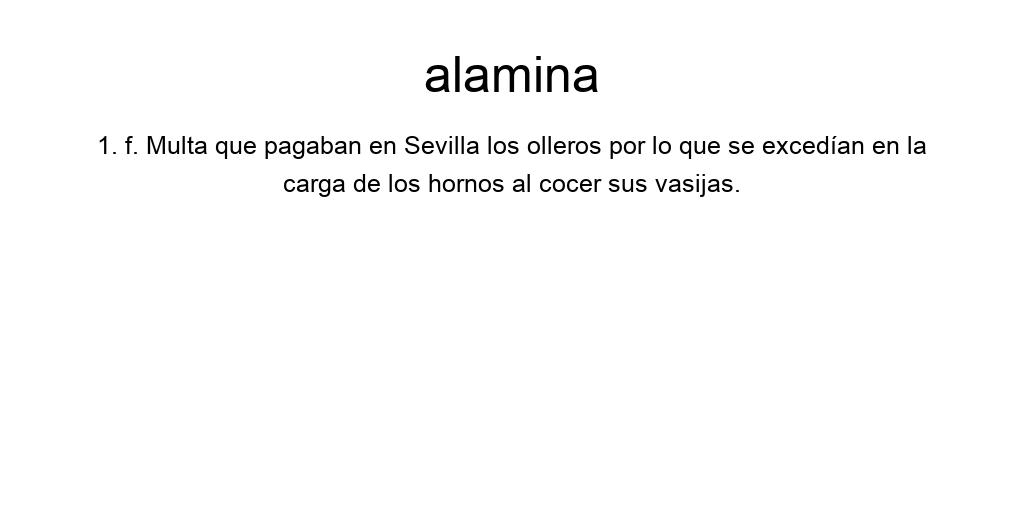 alamina
1. f. Multa que pagaban en Sevilla los olleros por lo que se excedían en la
carga de los hornos al cocer sus vasijas.